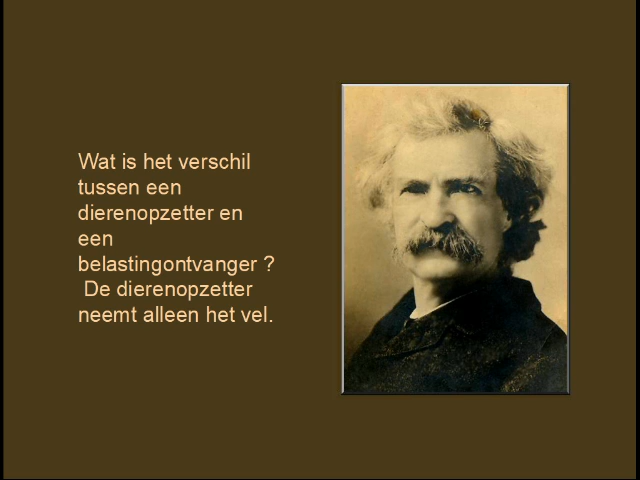 Wat is het verschil
tussen een
dierenopzetter en
een
belastingontvanger ?
De dierenopzetter
neemt alleen het vel.